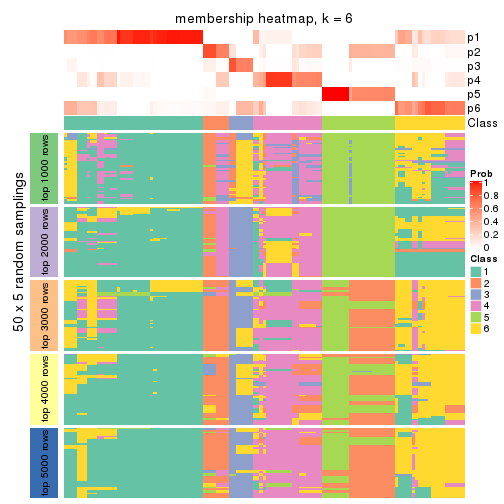 membership heatmap, k = 6
p1
p2
p3
p4
p5
p6
Class
50 x 5 random samplings
top 1000 rows
top 2000 rows
top 3000 rows
top 4000 rows
top 5000 rows
Prob
1
0.8
0.6
0.4
0.2
0
Class
1
2
3
4
5
6